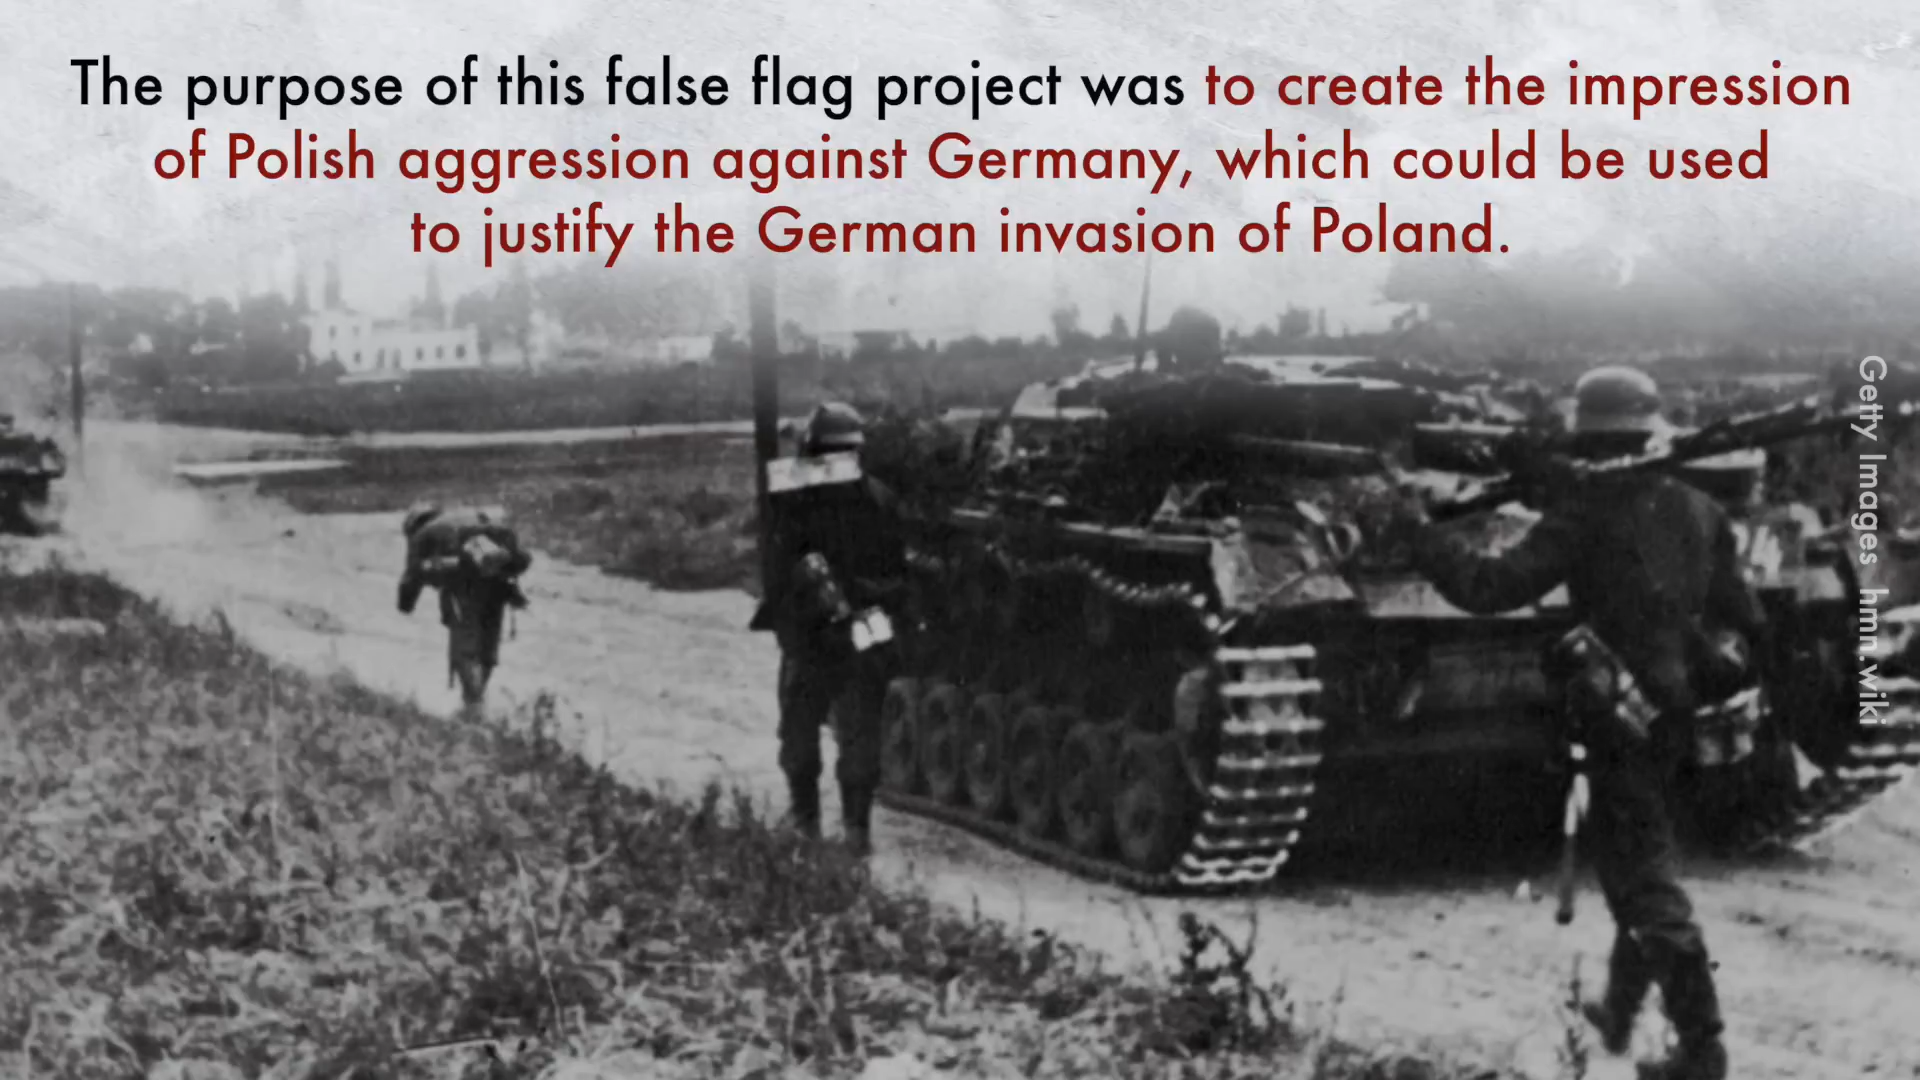 The purpose of this false flag project was to create the impression
of Polish aggression against Germany, which could be used
to justify the German invasion of Poland.
Getty Images hmn.wiki